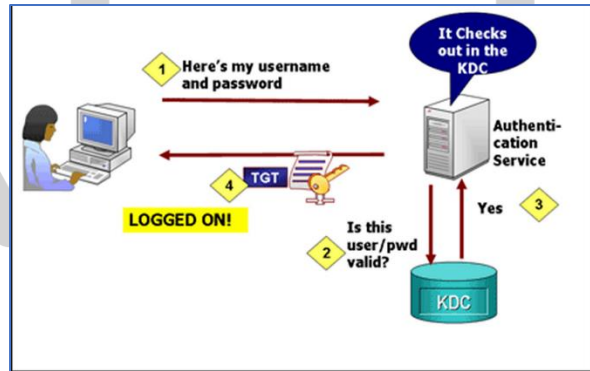 It Checks
out in the
KDC
1
Here's my username
and password
Authenti-
cation
Service
4
TGT
LOGGED ON!
Is this
user/pwd
valid?
2
Yes
3
KDC